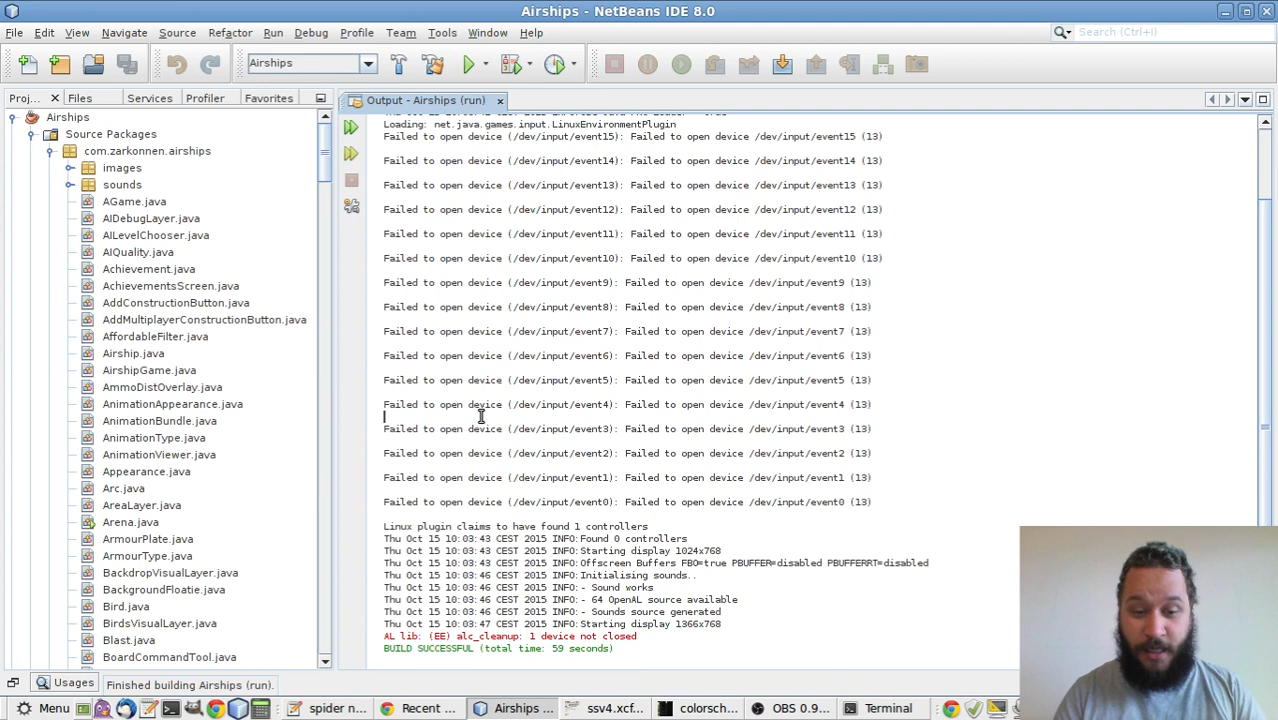 Airships - NetBeans IDE 8.0
File Edit View Navigate Source Refactor Run Debug Profile Team Tools Window Help
Search (Ctrl+I)
Airships
Proj... Files Services Profiler Favorites
Output - Airships (run)
Airships
Source Packages
com.zarkonnen.airships
images
sounds
AGame.java
AIDebugLayer.java
AILevelChooser.java
AIQuality.java
Achievement.java
AchievementsScreen.java
AddConstructionButton.java
AddMultiplayerConstructionButton.java
AffordableFilter.java
Airship.java
AirshipGame.java
AmmoDistOverlay.java
AnimationAppearance.java
AnimationBundle.java
AnimationType.java
AnimationViewer.java
Appearance.java
Arc.java
AreaLayer.java
Arena.java
ArmourPlate.java
ArmourType.java
BackdropVisualLayer.java
BackgroundFloatie.java
Bird.java
BirdsVisualLayer.java
Blast.java
BoardCommandTool.java
Loading: net.java.games.input.LinuxEnvironmentPlugin
Failed to open device (/dev/input/event15): Failed to open device /dev/input/event15 (13)
Failed to open device (/dev/input/event14): Failed to open device /dev/input/event14 (13)
Failed to open device (/dev/input/event13): Failed to open device /dev/input/event13 (13)
Failed to open device (/dev/input/event12): Failed to open device /dev/input/event12 (13)
Failed to open device (/dev/input/event11): Failed to open device /dev/input/event11 (13)
Failed to open device (/dev/input/event10): Failed to open device /dev/input/event10 (13)
Failed to open device (/dev/input/event9): Failed to open device /dev/input/event9 (13)
Failed to open device (/dev/input/event8): Failed to open device /dev/input/event8 (13)
Failed to open device (/dev/input/event7): Failed to open device /dev/input/event7 (13)
Failed to open device (/dev/input/event6): Failed to open device /dev/input/event6 (13)
Failed to open device (/dev/input/event5): Failed to open device /dev/input/event5 (13)
Failed to open device (/dev/input/event4): Failed to open device /dev/input/event4 (13)
Failed to open device (/dev/input/event3): Failed to open device /dev/input/event3 (13)
Failed to open device (/dev/input/event2): Failed to open device /dev/input/event2 (13)
Failed to open device (/dev/input/event1): Failed to open device /dev/input/event1 (13)
Failed to open device (/dev/input/event0): Failed to open device /dev/input/event0 (13)
Linux plugin claims to have found 1 controllers
Thu Oct 15 10:03:43 CEST 2015 INFO:Found 0 controllers
Thu Oct 15 10:03:43 CEST 2015 INFO:Starting display 1024x768
Thu Oct 15 10:03:43 CEST 2015 INFO:Offscreen Buffers FBO=true PBUFFER=disabled PBUFFERRT=disabled
Thu Oct 15 10:03:46 CEST 2015 INFO:Initialising sounds..
Thu Oct 15 10:03:46 CEST 2015 INFO:- Sound works
Thu Oct 15 10:03:46 CEST 2015 INFO:- 64 OpenAL source available
Thu Oct 15 10:03:46 CEST 2015 INFO:- Sounds source generated
Thu Oct 15 10:03:47 CEST 2015 INFO:Starting display 1366x768
AL lib: (EE) alc_cleanup: 1 device not closed
BUILD SUCCESSFUL (total time: 59 seconds)
Usages
Finished building Airships (run).
Menu spider n... Recent ... Airships ... ssv4.xcf... colorsch... OBS 0.9... Terminal